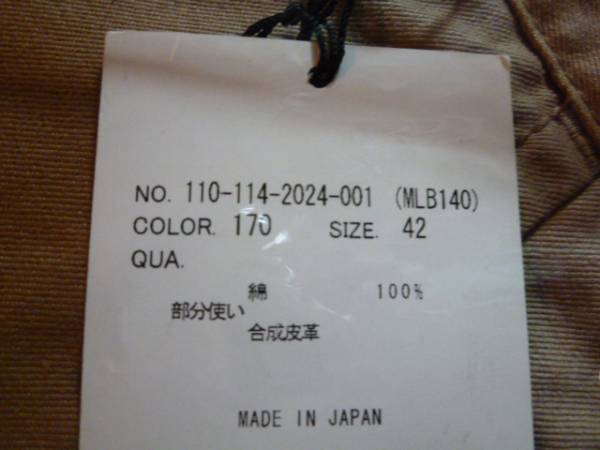 NO. 110-114-2024-001 (MLB140)
COLOR. 170 SIZE. 42
QUA.
綿 100%
部分使い
合成皮革
MADE IN JAPAN